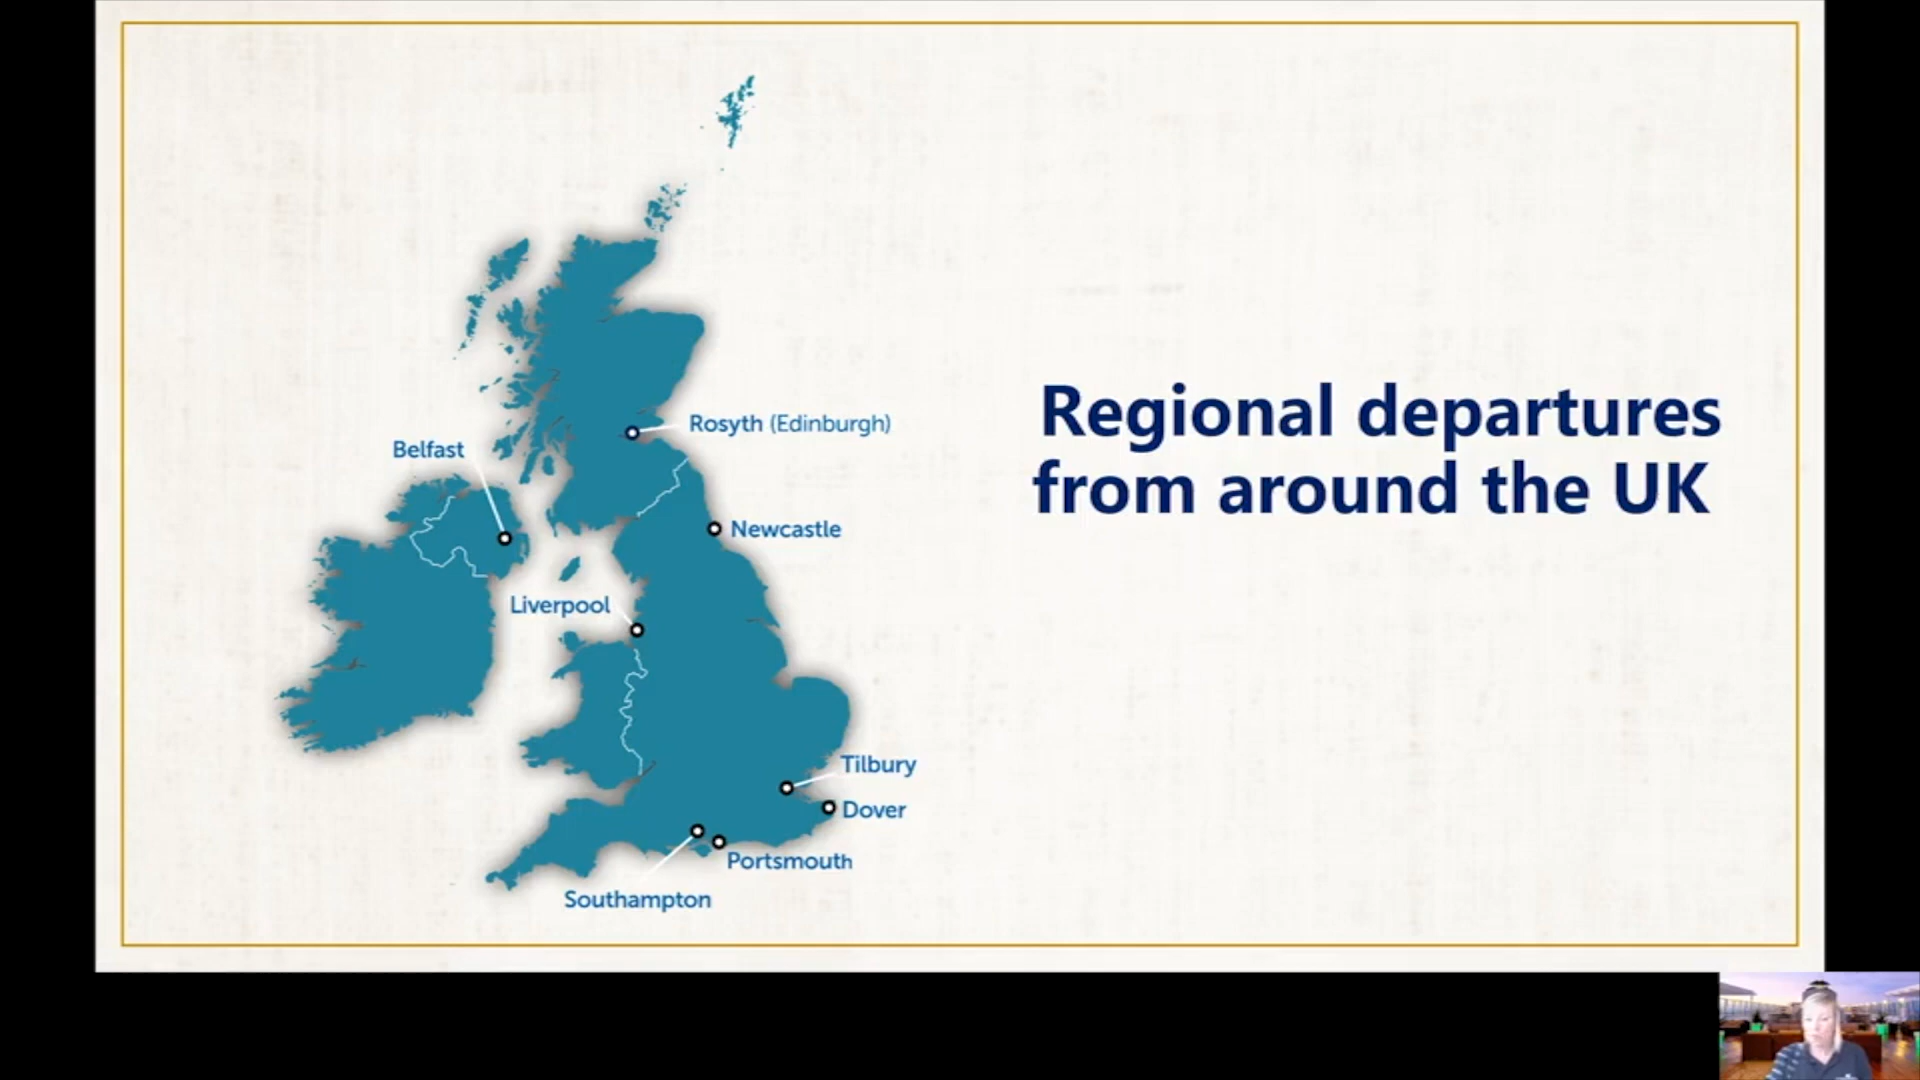 Regional departures
from around the UK
Rosyth (Edinburgh)
Belfast
Newcastle
Liverpool
Tilbury
Dover
Portsmouth
Southampton